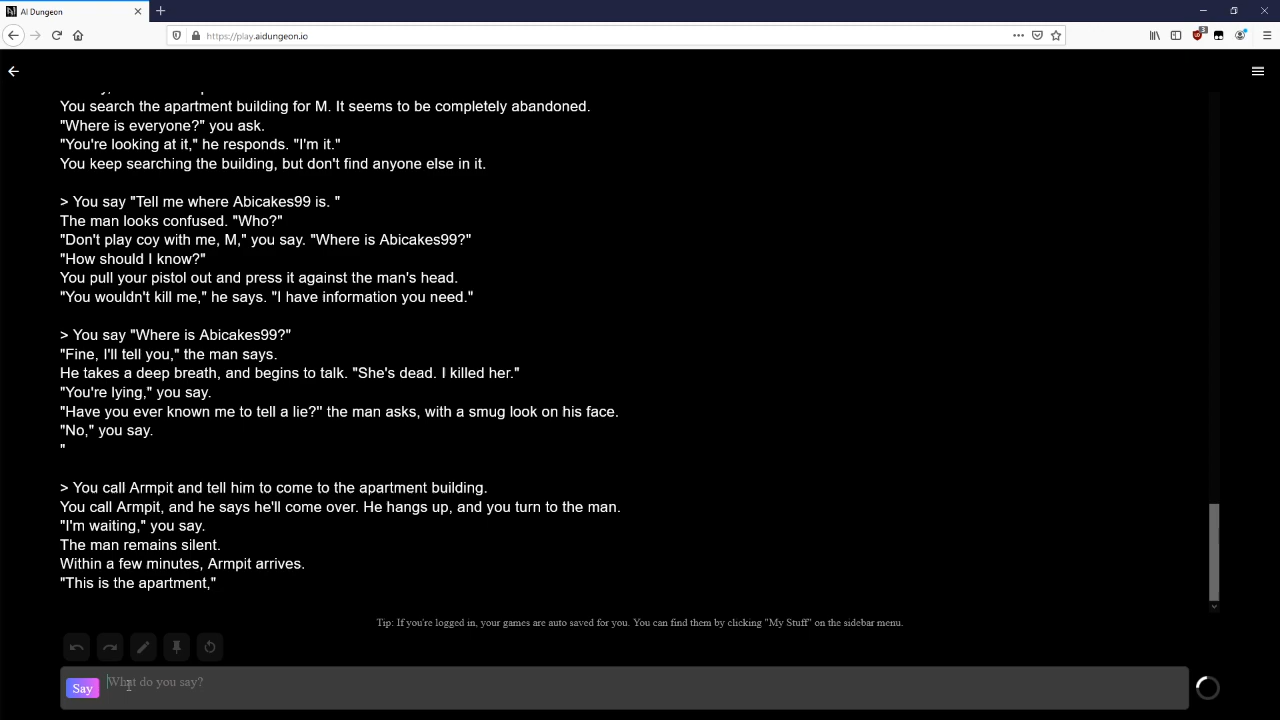 AI Dungeon
https://play.aidungeon.io
You search the apartment building for M. It seems to be completely abandoned.
"Where is everyone?" you ask.
"You're looking at it," he responds. "I'm it."
You keep searching the building, but don't find anyone else in it.
> You say "Tell me where Abicakes99 is. "
The man looks confused. "Who?"
"Don't play coy with me, M," you say. "Where is Abicakes99?"
"How should I know?"
You pull your pistol out and press it against the man's head.
"You wouldn't kill me," he says. "I have information you need."
> You say "Where is Abicakes99?"
"Fine, I'll tell you," the man says.
He takes a deep breath, and begins to talk. "She's dead. I killed her."
"You're lying," you say.
"Have you ever known me to tell a lie?" the man asks, with a smug look on his face.
"No," you say.
"
> You call Armpit and tell him to come to the apartment building.
You call Armpit, and he says he'll come over. He hangs up, and you turn to the man.
"I'm waiting," you say.
The man remains silent.
Within a few minutes, Armpit arrives.
"This is the apartment,"
Tip: If you're logged in, your games are auto saved for you. You can find them by clicking "My Stuff" on the sidebar menu.
Say What do you say?